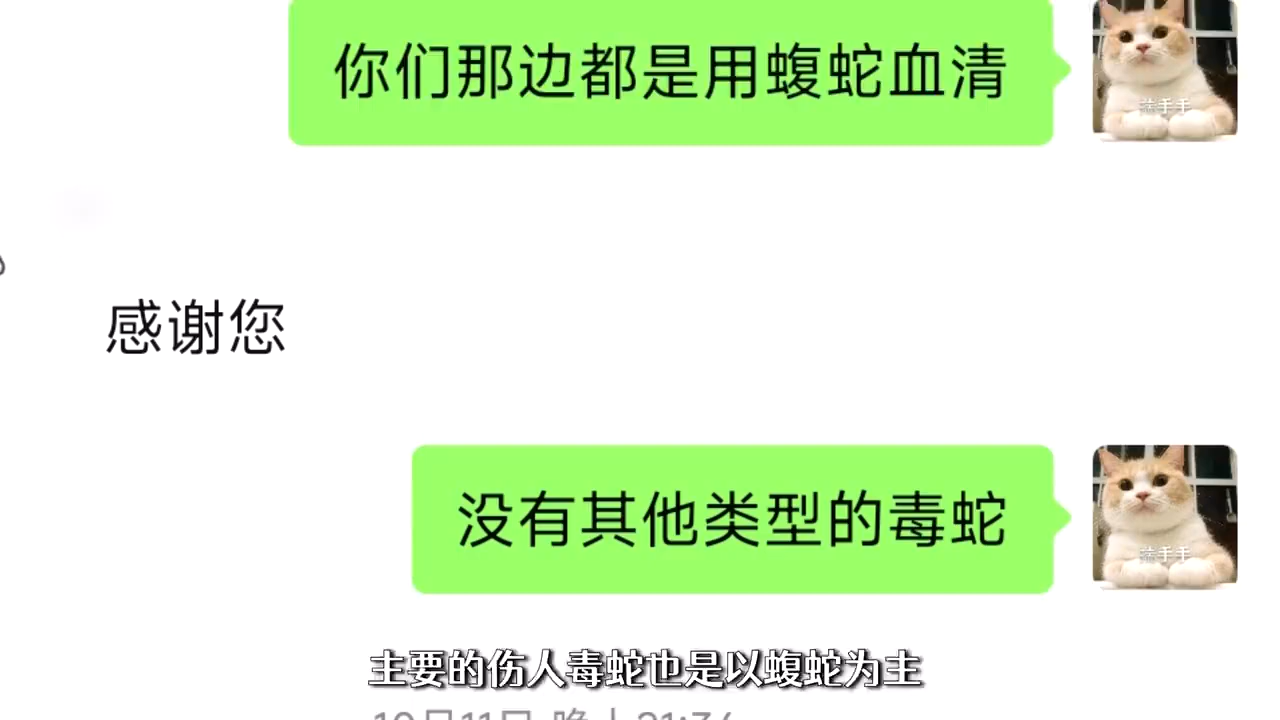 你们那边都是用蝮蛇血清
感谢您
没有其他类型的毒蛇
主要的伤人毒蛇也是以蝮蛇为主